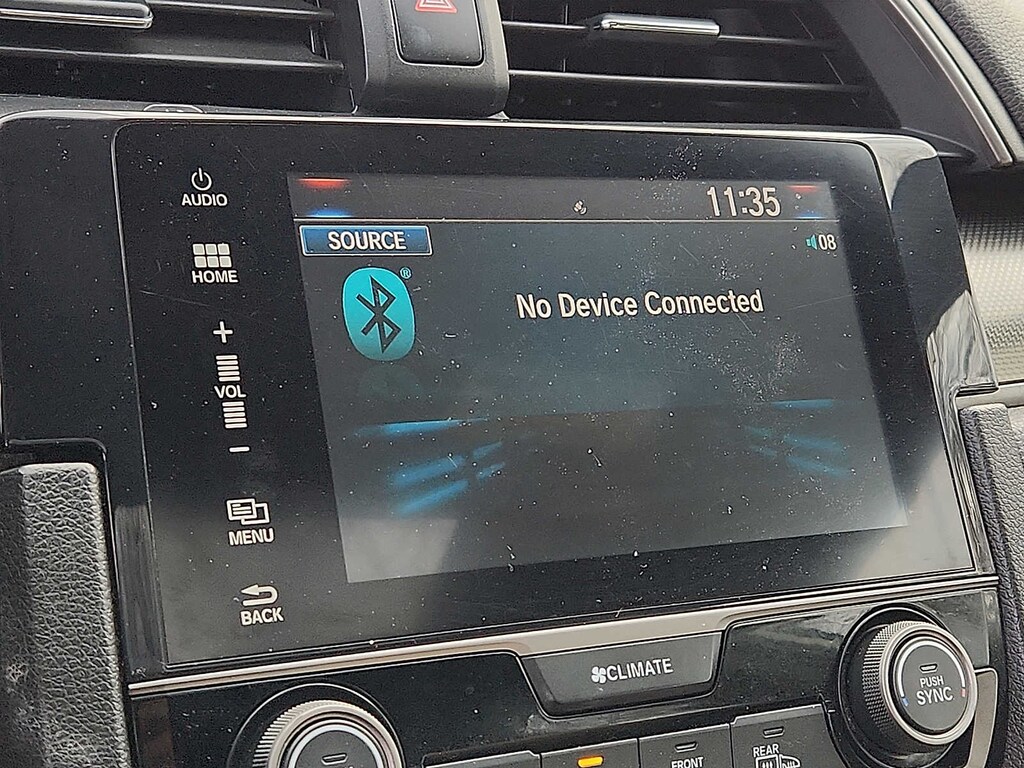 AUDIO
11:35
SOURCE
08
HOME
®
No Device Connected
+
VOL
-
MENU
BACK
CLIMATE
PUSH
SYNC
FRONT
REAR